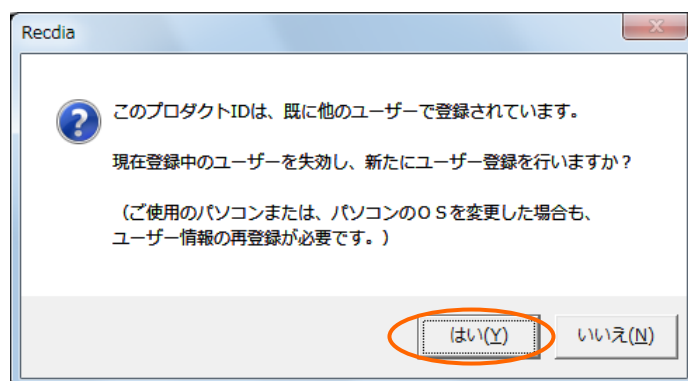 Recdia
このプロダクトIDは、既に他のユーザーで登録されています。
現在登録中のユーザーを失効し、新たにユーザー登録を行いますか？
（ご使用のパソコンまたは、パソコンのＯＳを変更した場合も、
ユーザー情報の再登録が必要です。）
はい(Y) いいえ(N)